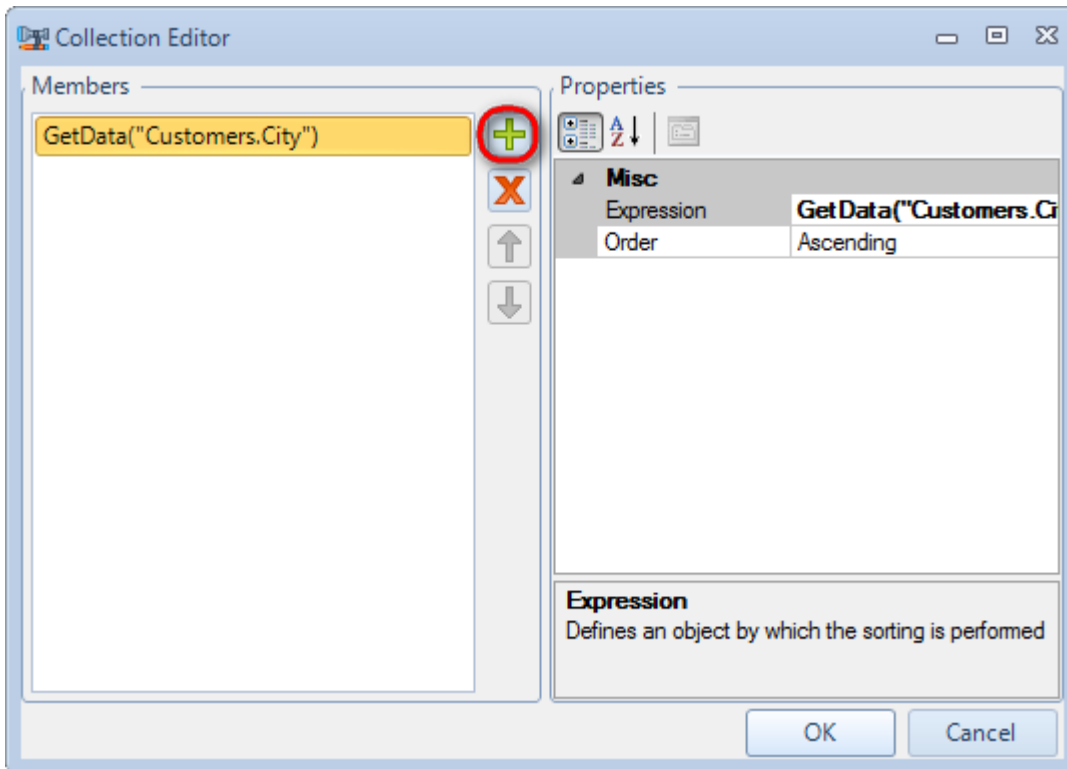 Collection Editor
Members
GetData("Customers.City")
Properties
A
Z
Misc
Expression GetData("Customers.Ci
Order Ascending
Expression
Defines an object by which the sorting is performed
OK Cancel